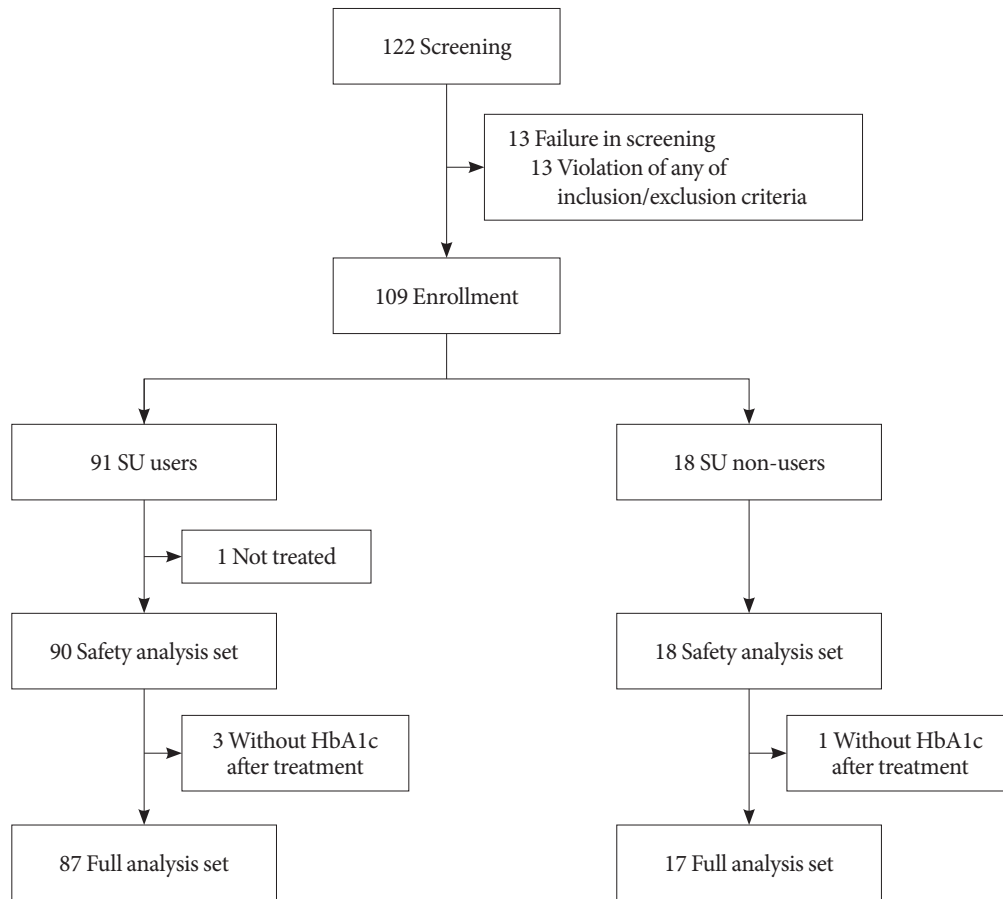 122 Screening
13 Failure in screening
13 Violation of any of
inclusion/exclusion criteria
109 Enrollment
91 SU users
18 SU non-users
1 Not treated
90 Safety analysis set
18 Safety analysis set
3 Without HbA1c
after treatment
1 Without HbA1c
after treatment
87 Full analysis set
17 Full analysis set